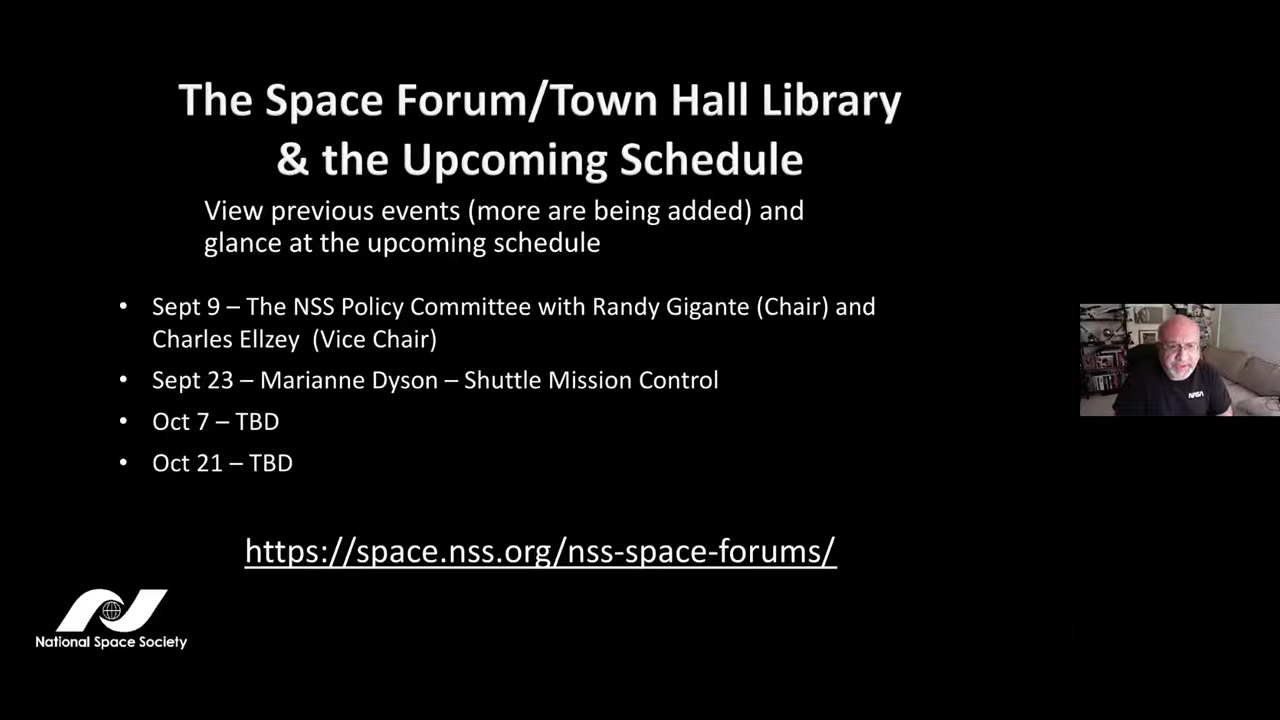 The Space Forum/Town Hall Library
& the Upcoming Schedule
View previous events (more are being added) and
glance at the upcoming schedule
• Sept 9 – The NSS Policy Committee with Randy Gigante (Chair) and
Charles Ellzey (Vice Chair)
• Sept 23 – Marianne Dyson – Shuttle Mission Control
• Oct 7 – TBD
• Oct 21 – TBD
https://space.nss.org/nss-space-forums/
National Space Society
NASA